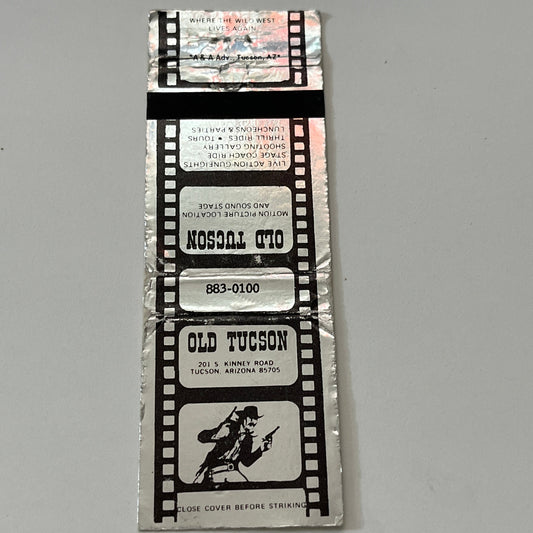 WHERE THE WILD WEST
LIVES AGAIN
"A & A Adv., Tucson, AZ"
OLD TUCSON
MOTION PICTURE LOCATION
AND SOUND STAGE
LIVE ACTION GUNFIGHTS
STAGE COACH RIDE
SHOOTING GALLERY
THRILL RIDES • TOURS
LUNCHEONS & PARTIES
883-0100
OLD TUCSON
201 S. KINNEY ROAD
TUCSON, ARIZONA 85705
CLOSE COVER BEFORE STRIKING